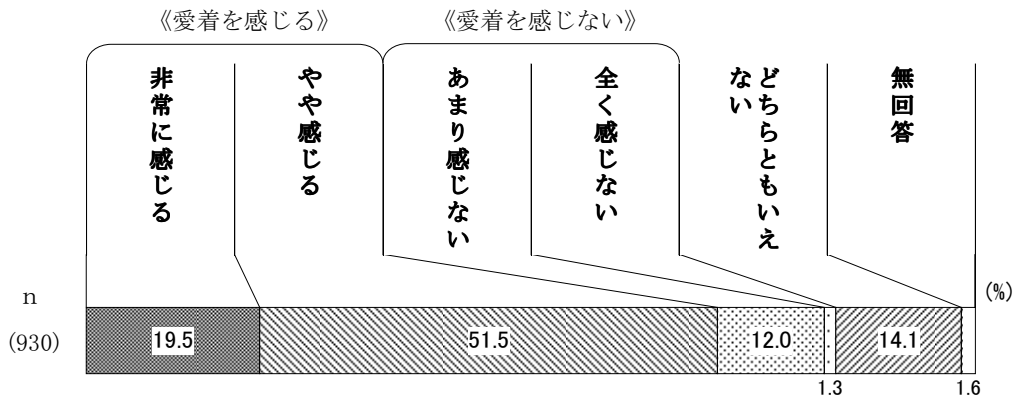 《愛着を感じる》
《愛着を感じない》
非常に感じる
やや感じる
あまり感じない
全く感じない
どちらともいえ
ない
無回答
(%)
n
(930)
19.5
51.5
12.0
1.3
14.1
1.6